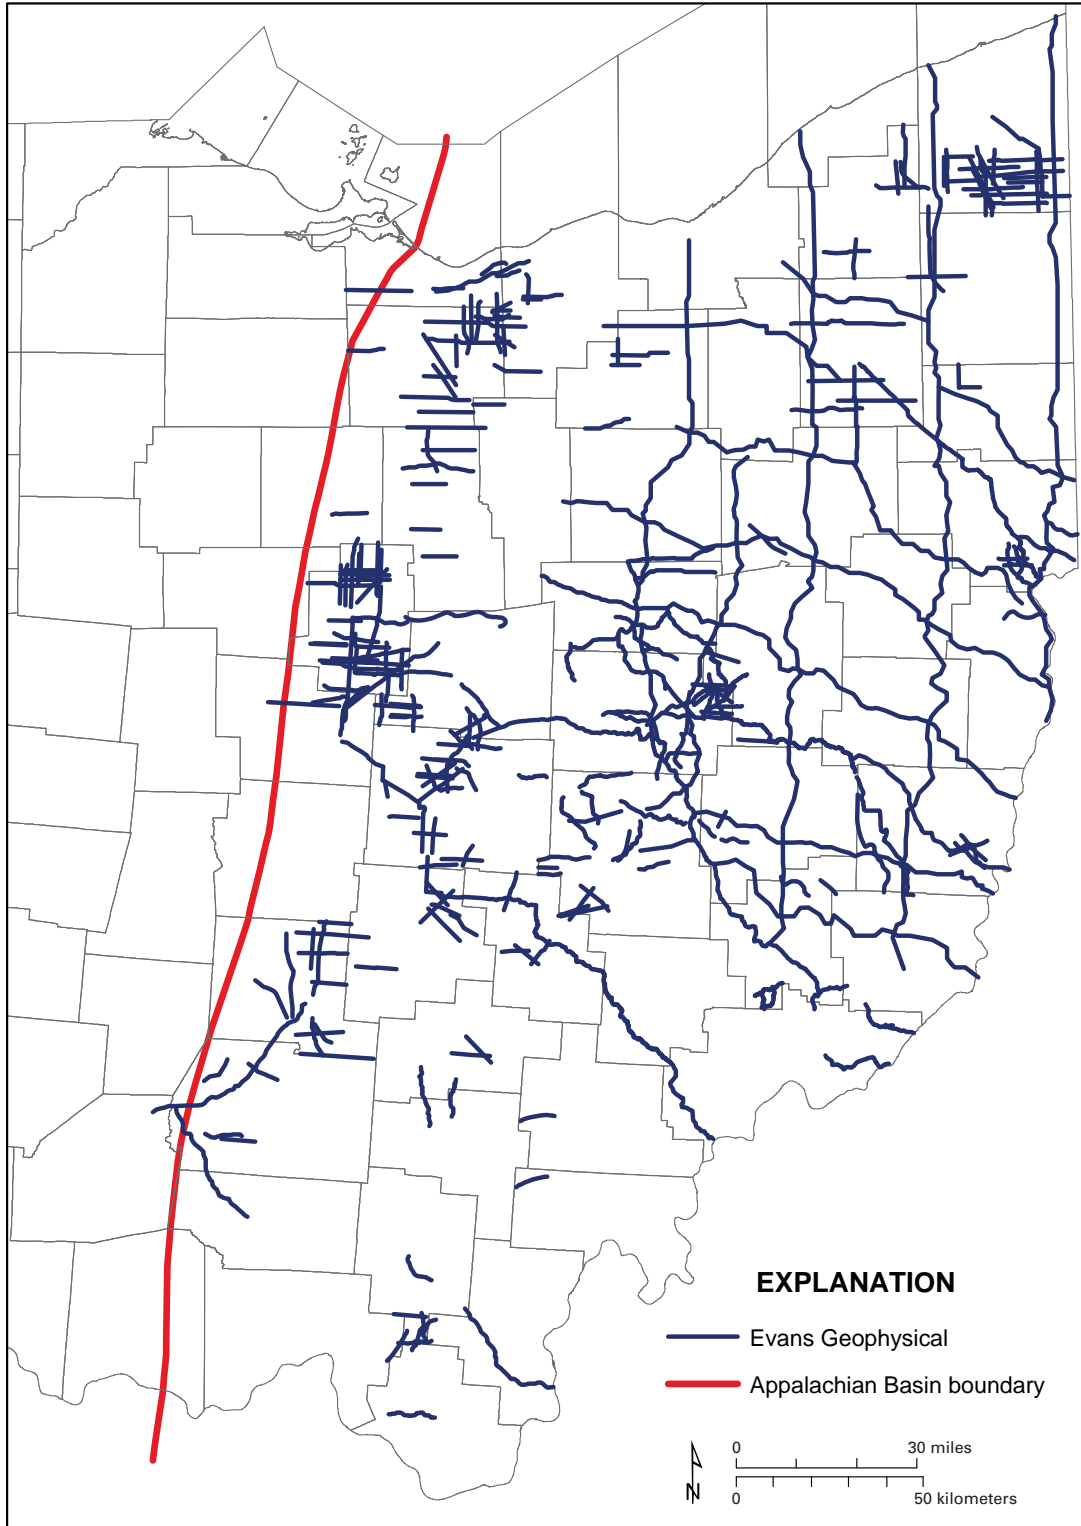 EXPLANATION
Evans Geophysical
Appalachian Basin boundary
0 30 miles
N
0 50 kilometers